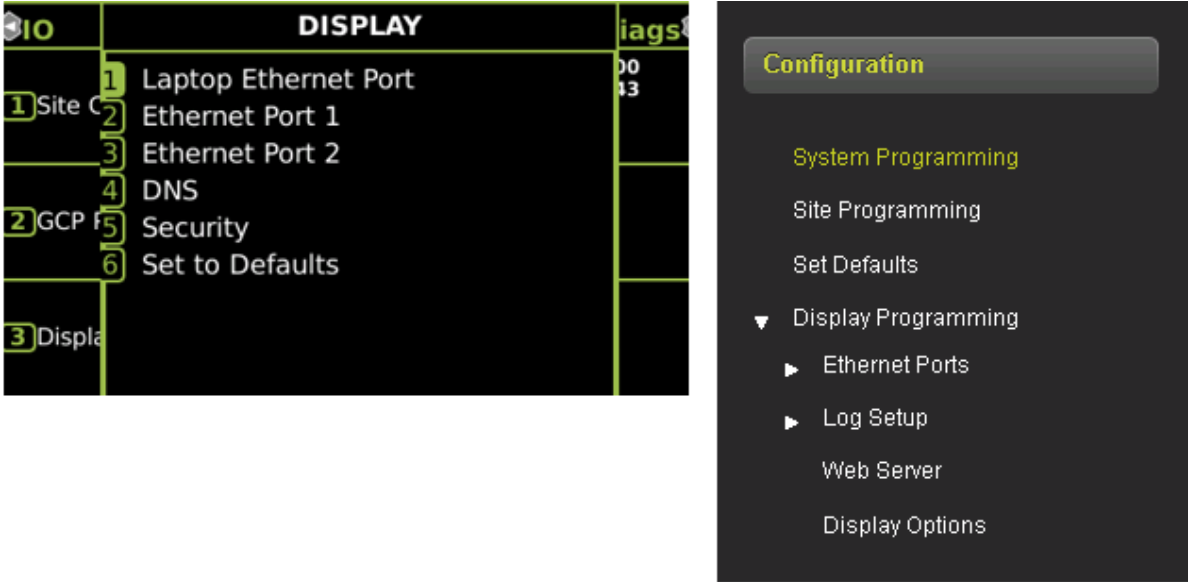 IO
DISPLAY
iags
1 Laptop Ethernet Port
00
43
1 Site
2 Ethernet Port 1
3 Ethernet Port 2
4 DNS
2 GCP
5 Security
6 Set to Defaults
3 Displa
Configuration
System Programming
Site Programming
Set Defaults
Display Programming
Ethernet Ports
Log Setup
Web Server
Display Options